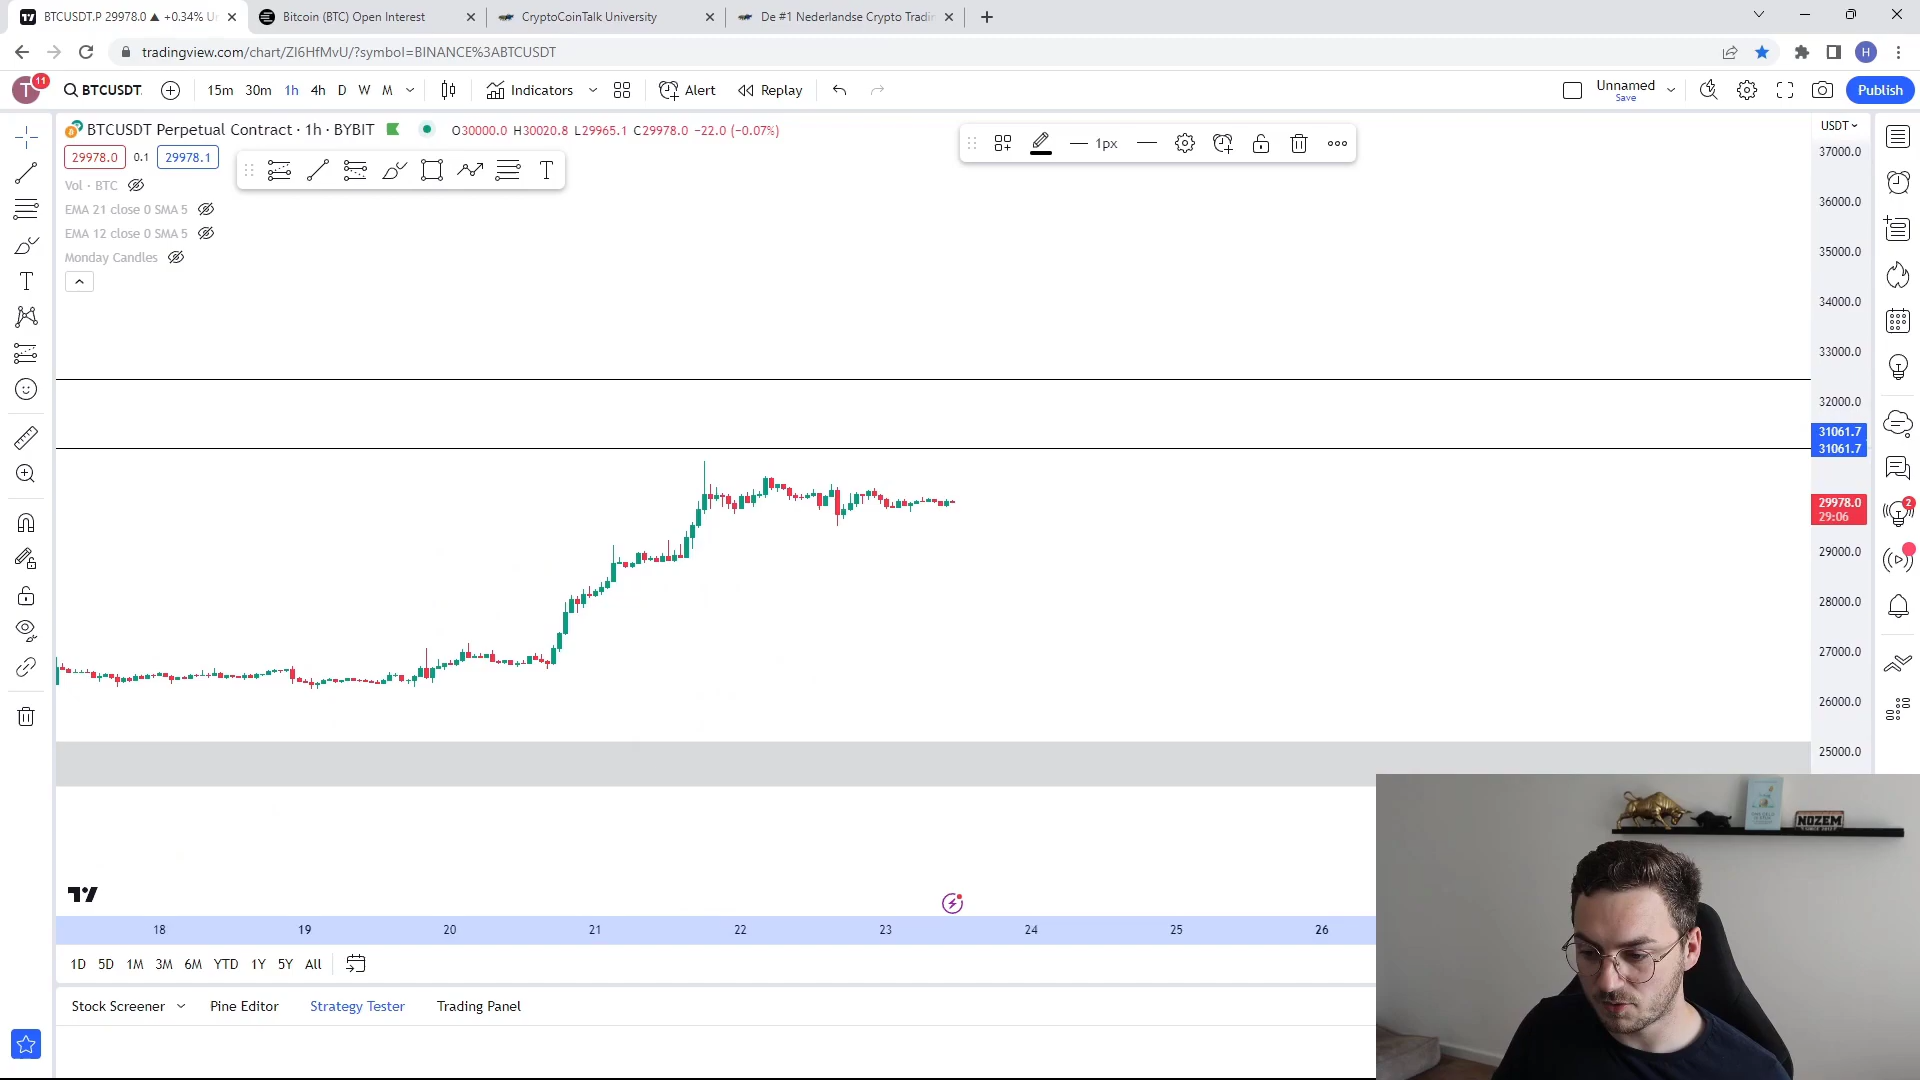 BTCUSDT.P 29978.0 ▲ +0.34% U
Bitcoin (BTC) Open Interest
CryptoCoinTalk University
De #1 Nederlandse Crypto Tradi
tradingview.com/chart/ZI6HfMvU/?symbol=BINANCE%3ABTCUSDT
H
T
11
BTCUSDT.
15m 30m 1h 4h D W M
Indicators
Alert
Replay
Unnamed
Save
Publish
BTCUSDT Perpetual Contract · 1h · BYBIT
O30000.0 H30020.8 L29965.1 C29978.0 -22.0 (-0.07%)
29978.0 0.1 29978.1
1px
Vol · BTC
EMA 21 close 0 SMA 5
EMA 12 close 0 SMA 5
Monday Candles
T
USDT
37000.0
36000.0
35000.0
34000.0
33000.0
32000.0
31061.7
31061.7
29978.0
29:06
29000.0
28000.0
27000.0
26000.0
25000.0
2
NOZEM
18 19 20 21 22 23 24 25 26
1D 5D 1M 3M 6M YTD 1Y 5Y All
Stock Screener
Pine Editor
Strategy Tester
Trading Panel